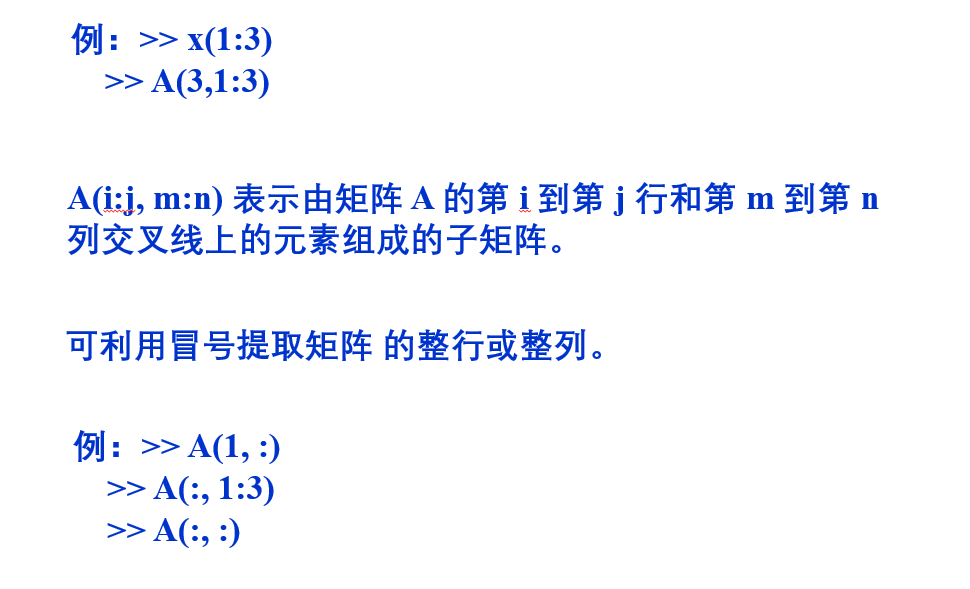 例：>> x(1:3)
>> A(3,1:3)
A(i:j, m:n) 表示由矩阵 A 的第 i 到第 j 行和第 m 到第 n
列交叉线上的元素组成的子矩阵。
可利用冒号提取矩阵 的整行或整列。
例：>> A(1, :)
>> A(:, 1:3)
>> A(:, :)